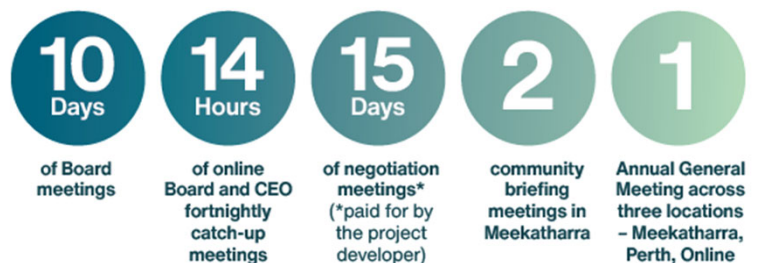 10
Days
of Board
meetings
14
Hours
of online
Board and CEO
fortnightly
catch-up
meetings
15
Days
of negotiation
meetings*
(*paid for by
the project
developer)
2
community
briefing
meetings in
Meekatharra
1
Annual General
Meeting across
three locations
– Meekatharra,
Perth, Online